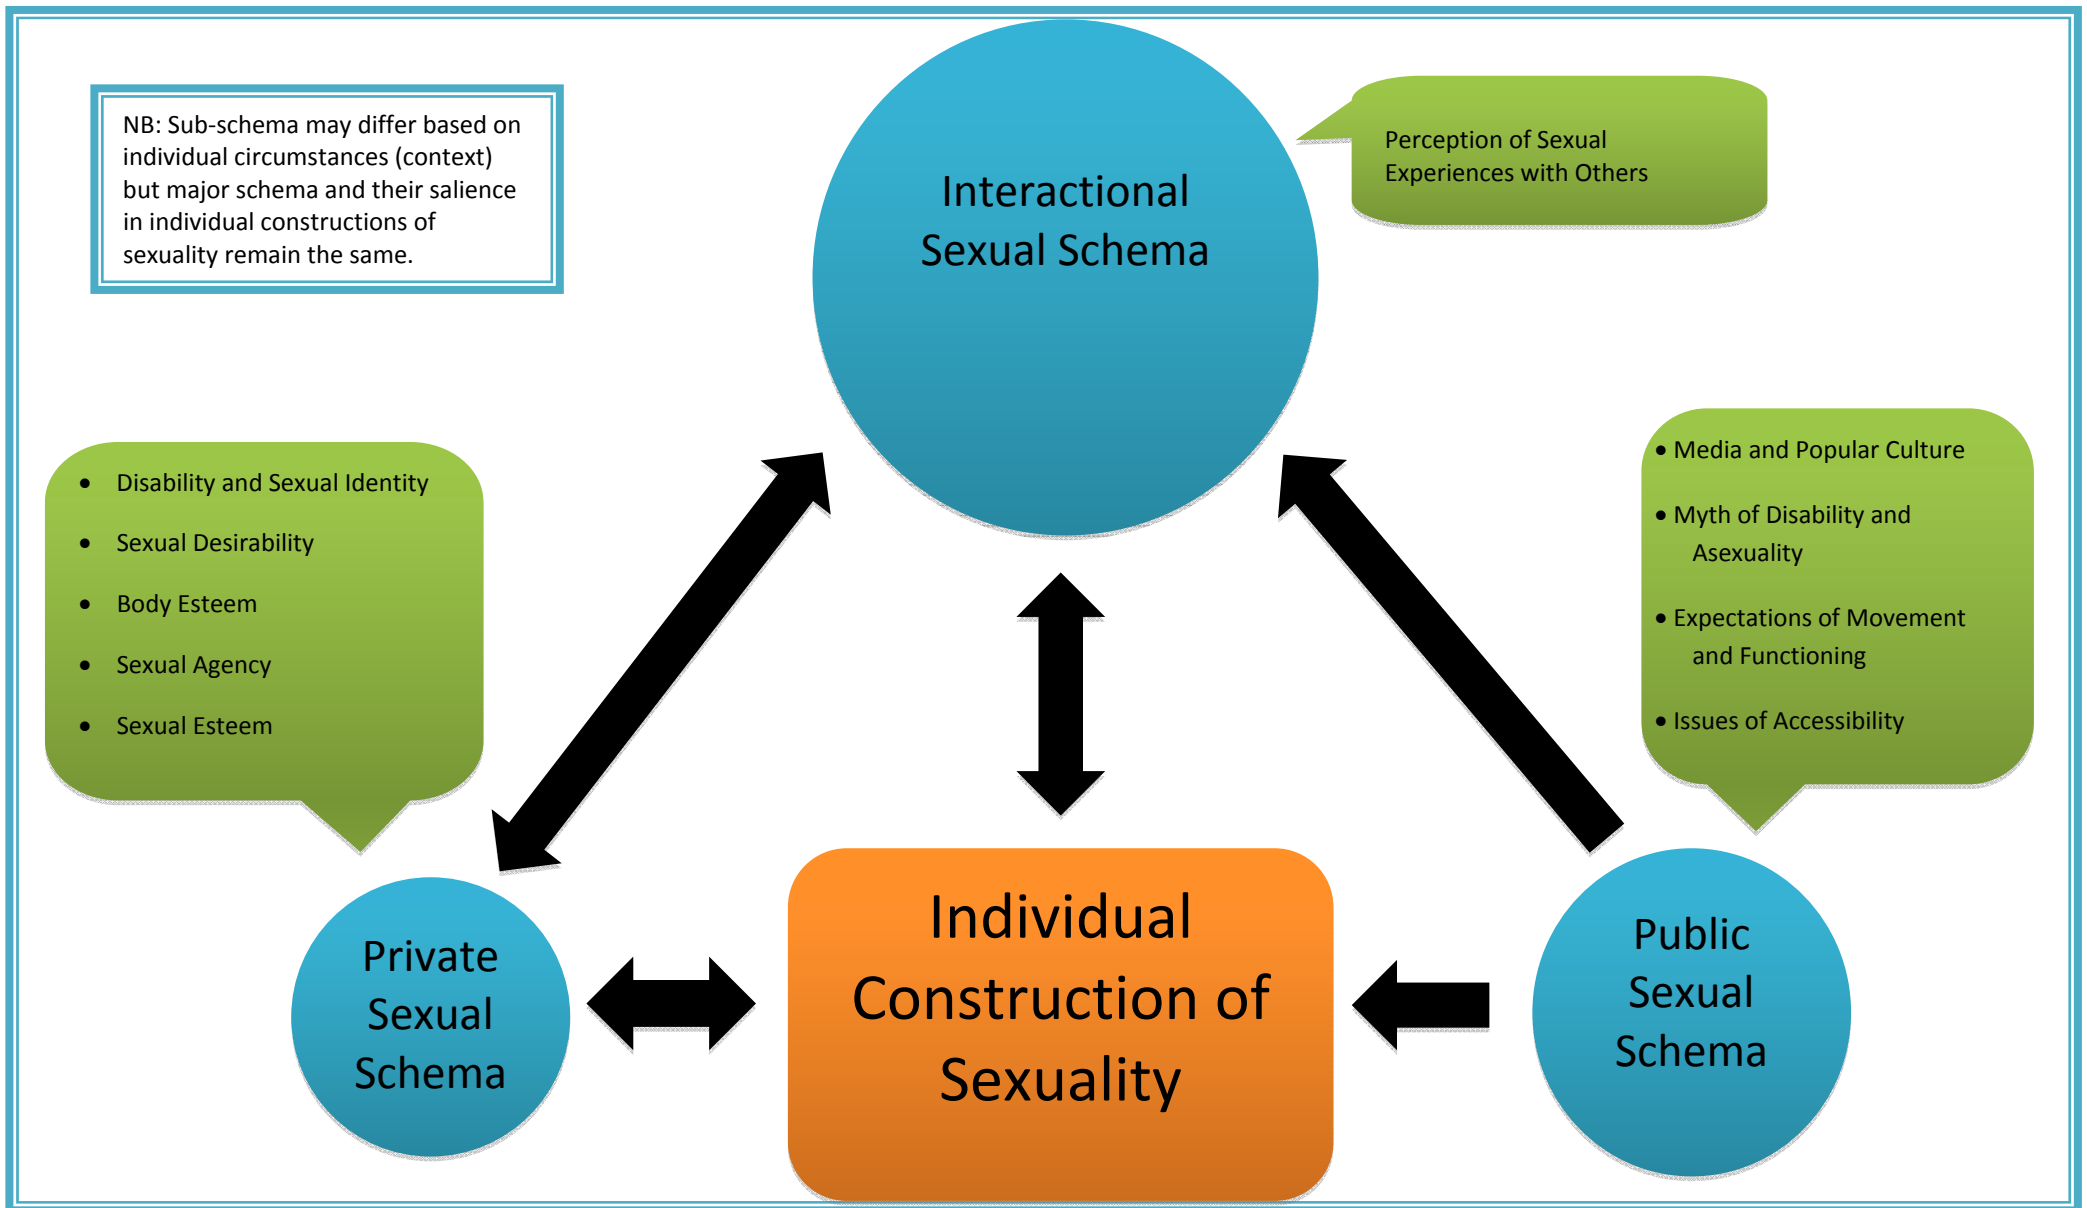 NB: Sub-schema may differ based on
individual circumstances (context)
but major schema and their salience
in individual constructions of
sexuality remain the same.
Interactional
Sexual Schema
Perception of Sexual
Experiences with Others
• Disability and Sexual Identity
• Sexual Desirability
• Body Esteem
• Sexual Agency
• Sexual Esteem
• Media and Popular Culture
• Myth of Disability and
Asexuality
• Expectations of Movement
and Functioning
• Issues of Accessibility
Private
Sexual
Schema
Individual
Construction of
Sexuality
Public
Sexual
Schema